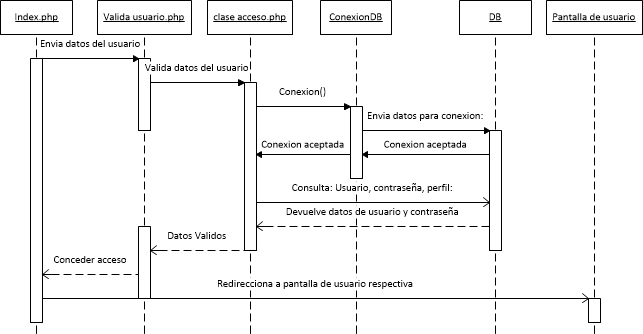 Index.php
Valida usuario.php
clase acceso.php
ConexionDB
DB
Pantalla de usuario
Envia datos del usuario
Valida datos del usuario
Conexion()
Envia datos para conexion:
Conexion aceptada
Conexion aceptada
Consulta: Usuario, contraseña, perfil:
Devuelve datos de usuario y contraseña
Datos Validos
Conceder acceso
Redirecciona a pantalla de usuario respectiva